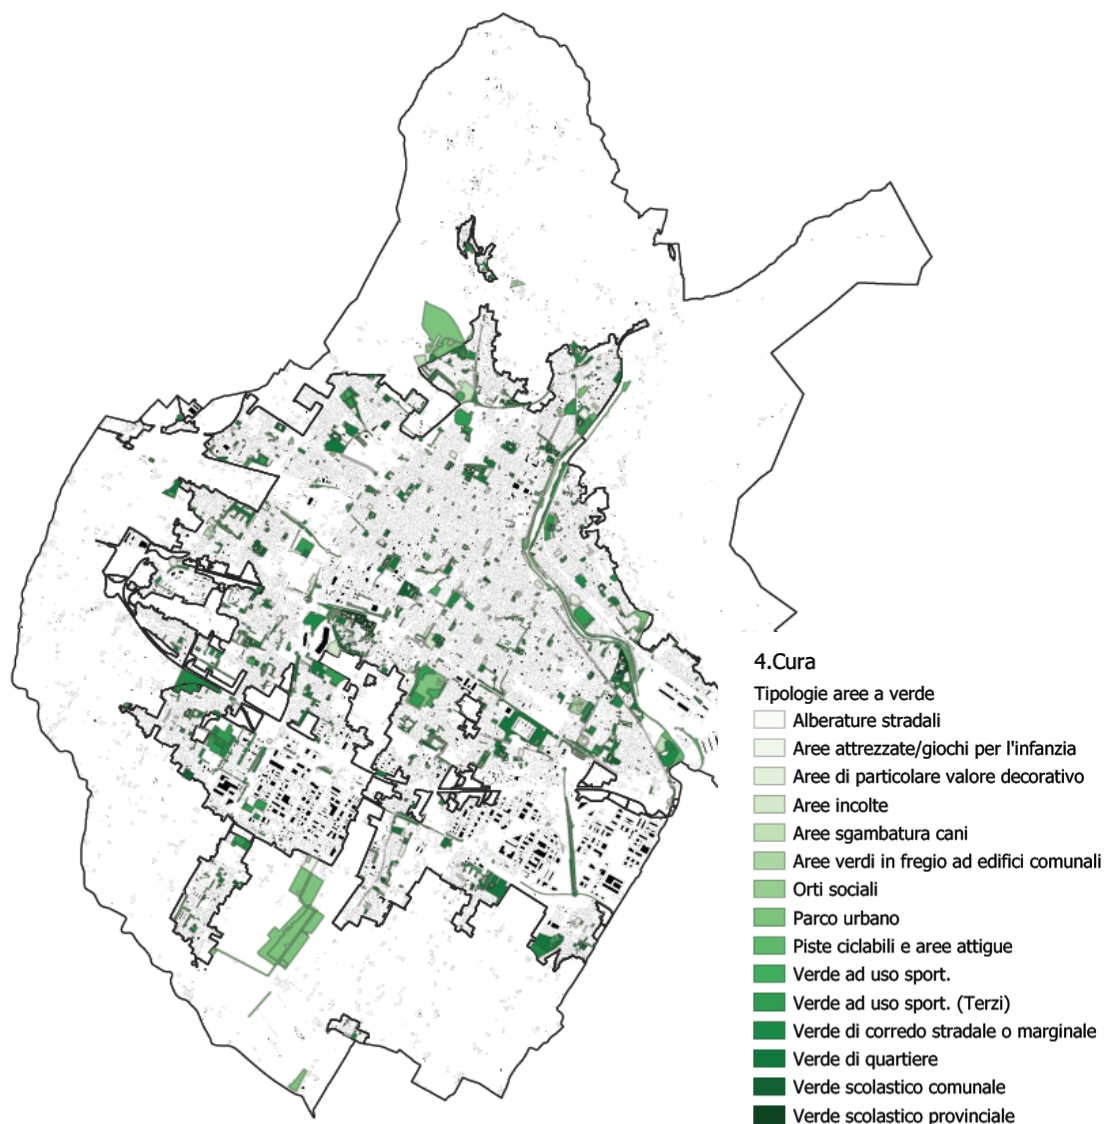 4.Cura
Tipologie aree a verde
Alberature stradali
Aree attrezzate/giochi per l'infanzia
Aree di particolare valore decorativo
Aree incolte
Aree sgambatura cani
Aree verdi in fregio ad edifici comunali
Orti sociali
Parco urbano
Piste ciclabili e aree attigue
Verde ad uso sport.
Verde ad uso sport. (Terzi)
Verde di corredo stradale o marginale
Verde di quartiere
Verde scolastico comunale
Verde scolastico provinciale